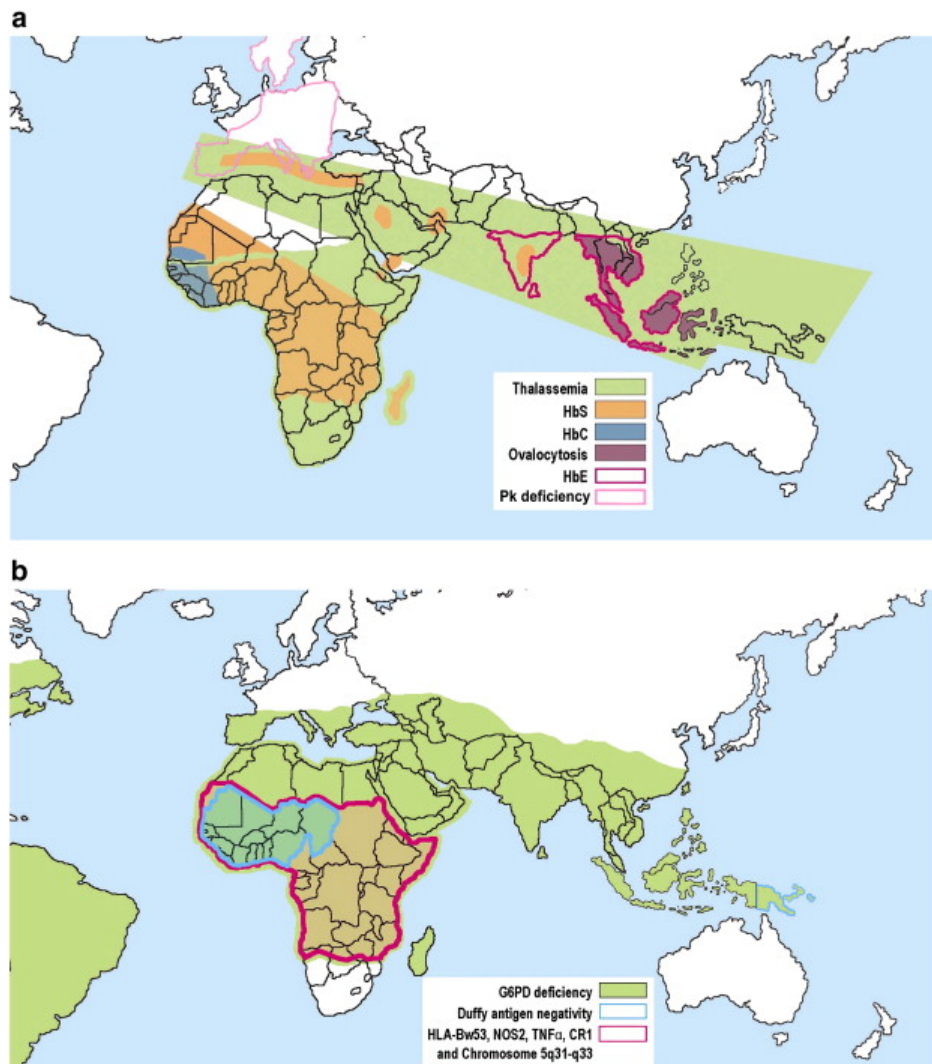 a
Thalassemia
HbS
HbC
Ovalocytosis
HbE
Pk deficiency
b
G6PD deficiency
Duffy antigen negativity
HLA-Bw53, NOS2, TNFα, CR1
and Chromosome 5q31-q33